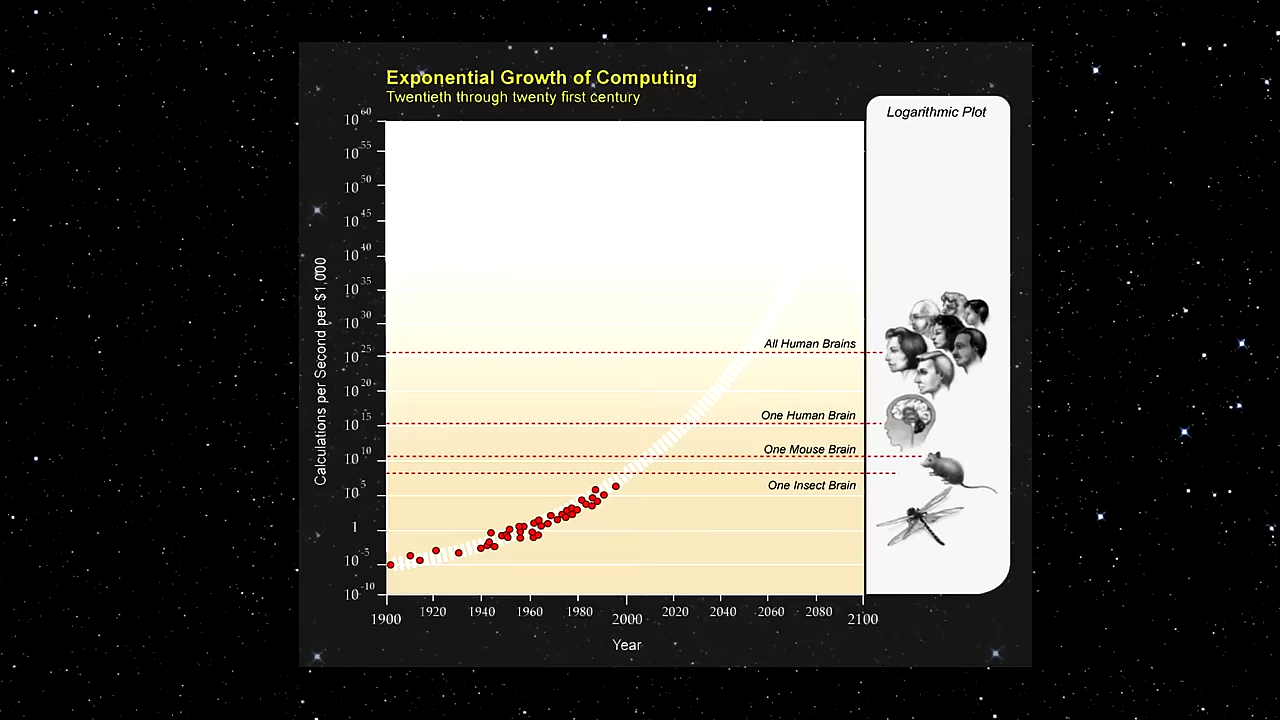 Exponential Growth of Computing
Twentieth through twenty first century
Logarithmic Plot
10^60
10^55
10^50
10^45
10^40
10^35
10^30
10^25
10^20
10^15
10^10
10^5
1
10^-5
10^-10
Calculations per Second per $1,000
All Human Brains
One Human Brain
One Mouse Brain
One Insect Brain
1900 1920 1940 1960 1980 2000 2020 2040 2060 2080 2100
Year